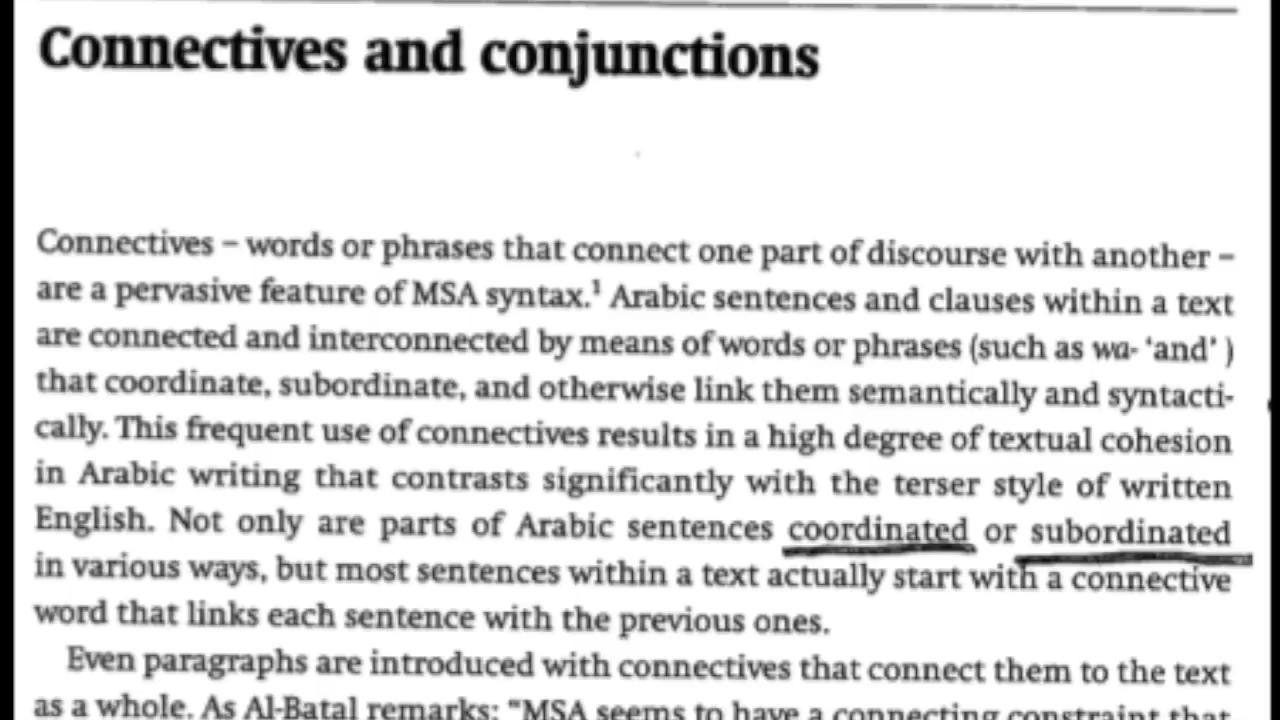 Connectives and conjunctions
Connectives – words or phrases that connect one part of discourse with another –
are a pervasive feature of MSA syntax.¹ Arabic sentences and clauses within a text
are connected and interconnected by means of words or phrases (such as wa- ‘and’ )
that coordinate, subordinate, and otherwise link them semantically and syntacti-
cally. This frequent use of connectives results in a high degree of textual cohesion
in Arabic writing that contrasts significantly with the terser style of written
English. Not only are parts of Arabic sentences coordinated or subordinated
in various ways, but most sentences within a text actually start with a connective
word that links each sentence with the previous ones.
Even paragraphs are introduced with connectives that connect them to the text
as a whole. As Al-Batal remarks: “MSA seems to have a connecting constraint that